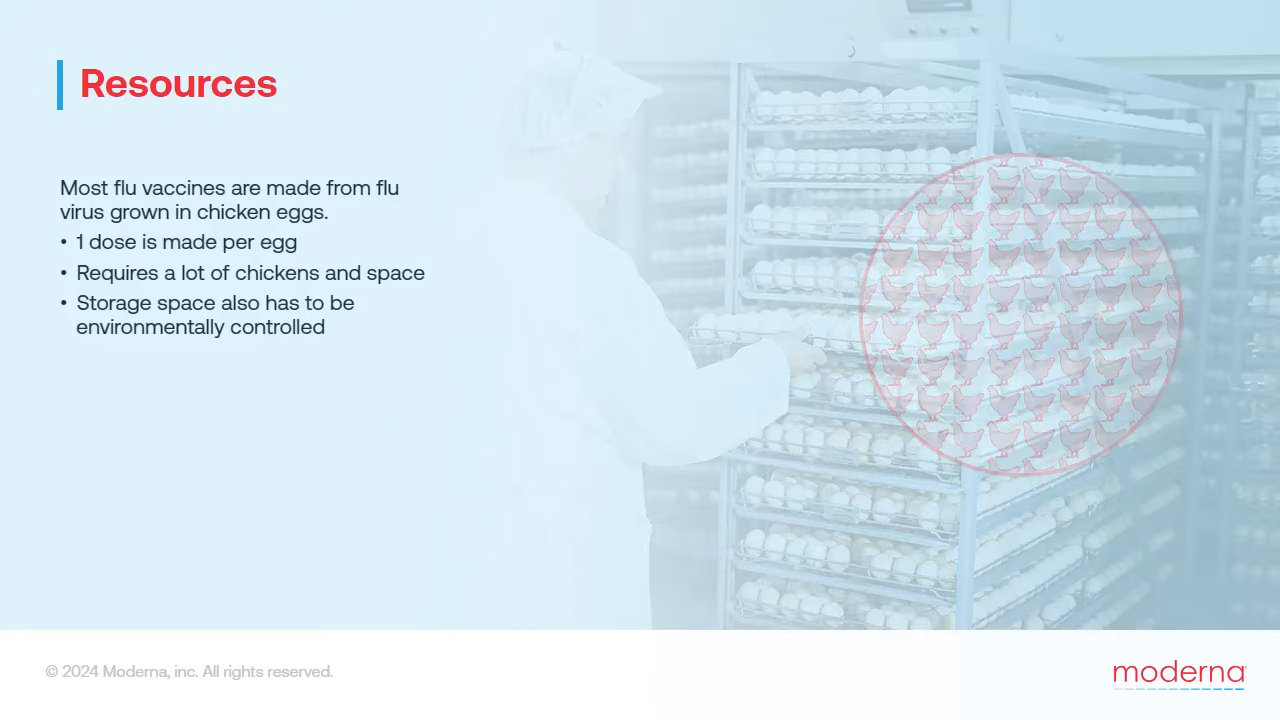 Resources
Most flu vaccines are made from flu
virus grown in chicken eggs.
• 1 dose is made per egg
• Requires a lot of chickens and space
• Storage space also has to be
environmentally controlled
© 2024 Moderna, inc. All rights reserved.
moderna